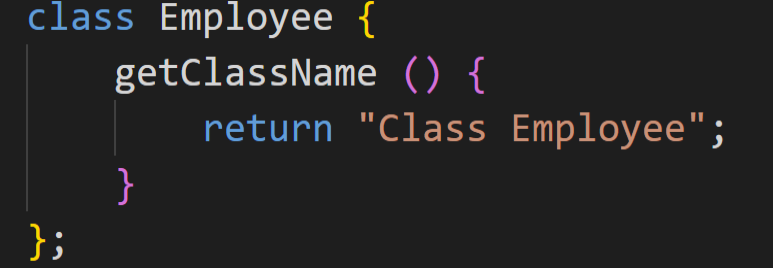 class Employee {
    getClassName () {
        return "Class Employee";
    }
};